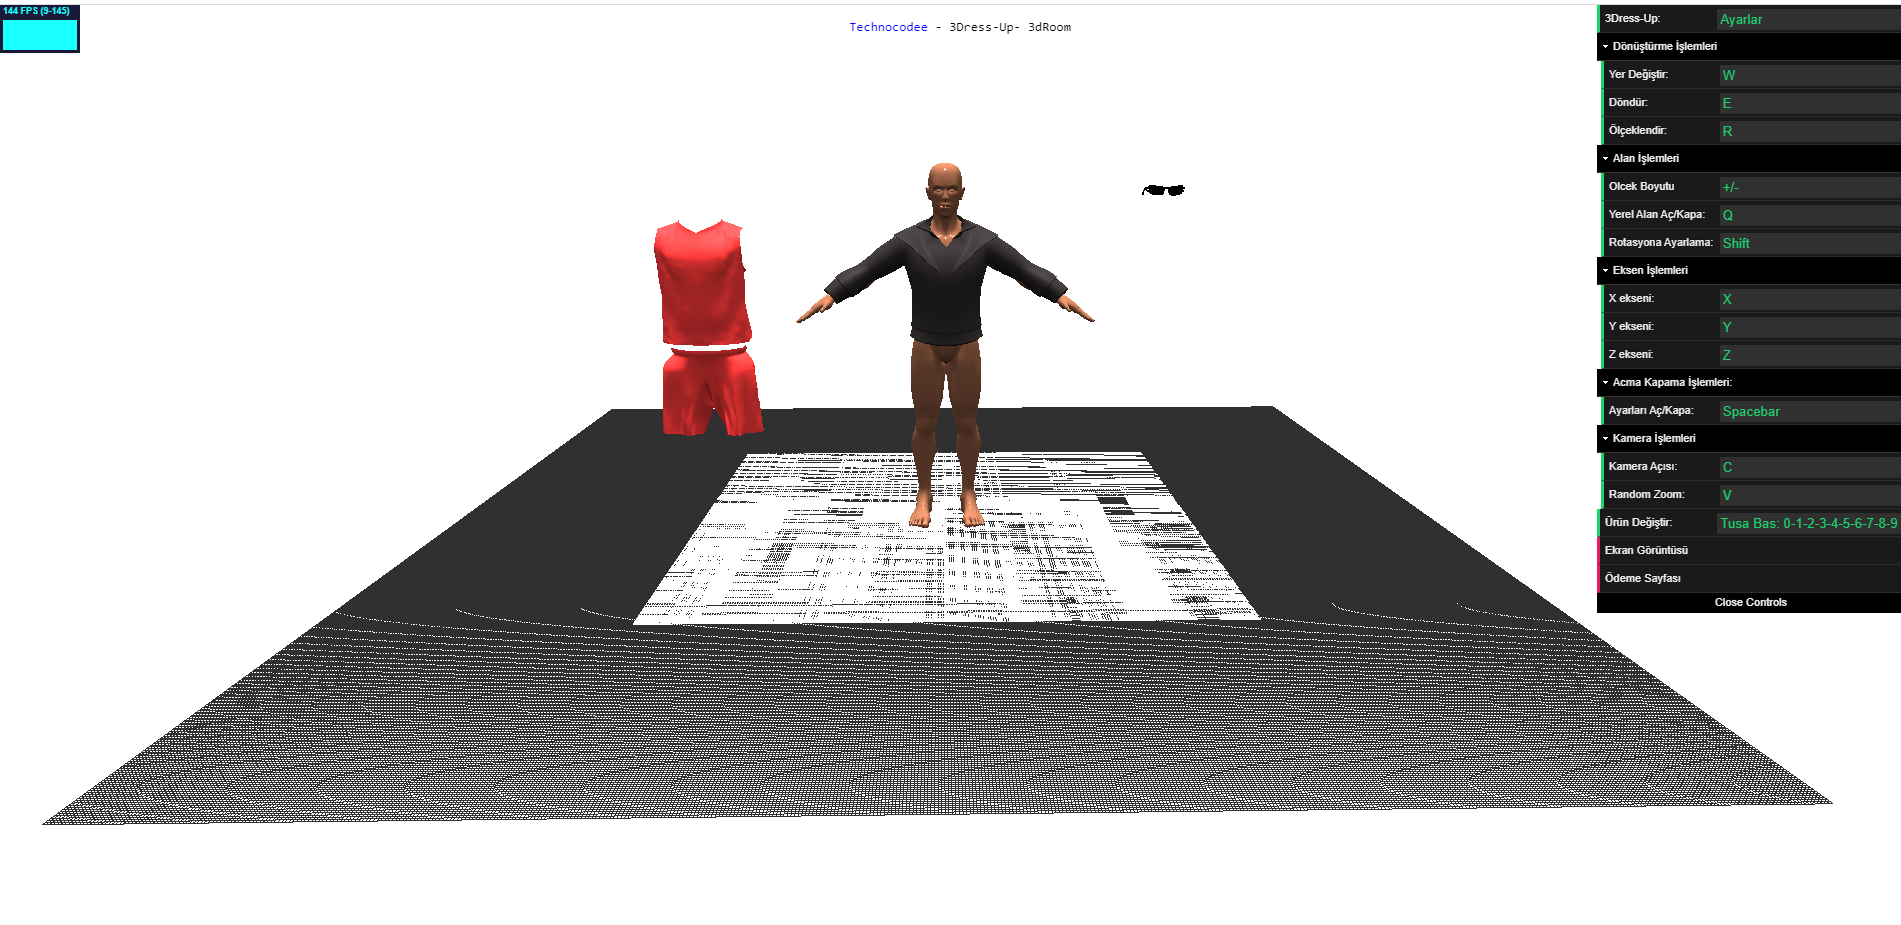 144 FPS (9-145)
Technocodee - 3Dress-Up- 3dRoom
3Dress-Up: Ayarlar
Dönüştürme İşlemleri
Yer Değiştir: W
Döndür: E
Ölçeklendir: R
Alan İşlemleri
Olcek Boyutu +/-
Yerel Alan Aç/Kapa: Q
Rotasyona Ayarlama: Shift
Eksen İşlemleri
X ekseni: X
Y ekseni: Y
Z ekseni: Z
Acma Kapama İşlemleri:
Ayarları Aç/Kapa: Spacebar
Kamera İşlemleri
Kamera Açısı: C
Random Zoom: V
Ürün Değiştir: Tusa Bas: 0-1-2-3-4-5-6-7-8-9
Ekran Görüntüsü
Ödeme Sayfası
Close Controls